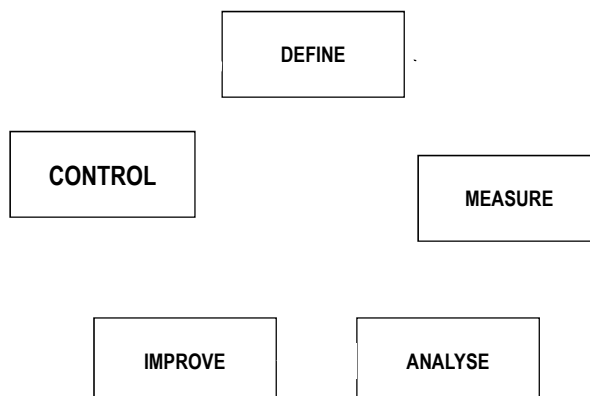 DEFINE
CONTROL
MEASURE
IMPROVE
ANALYSE